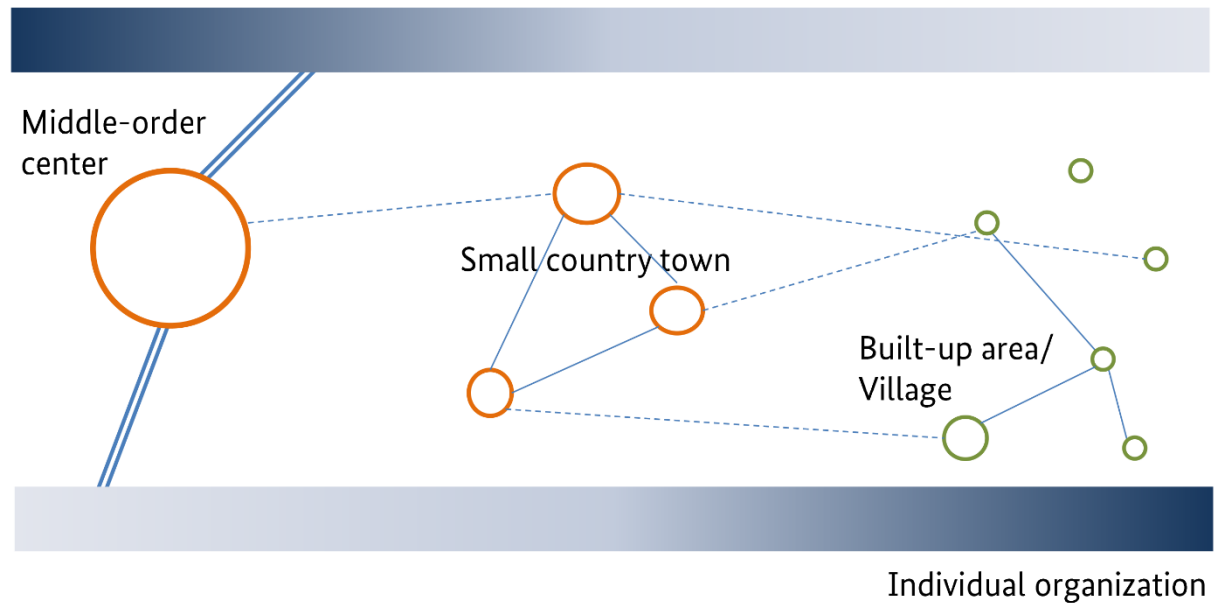 Middle-order
center
Small country town
Built-up area/
Village
Individual organization